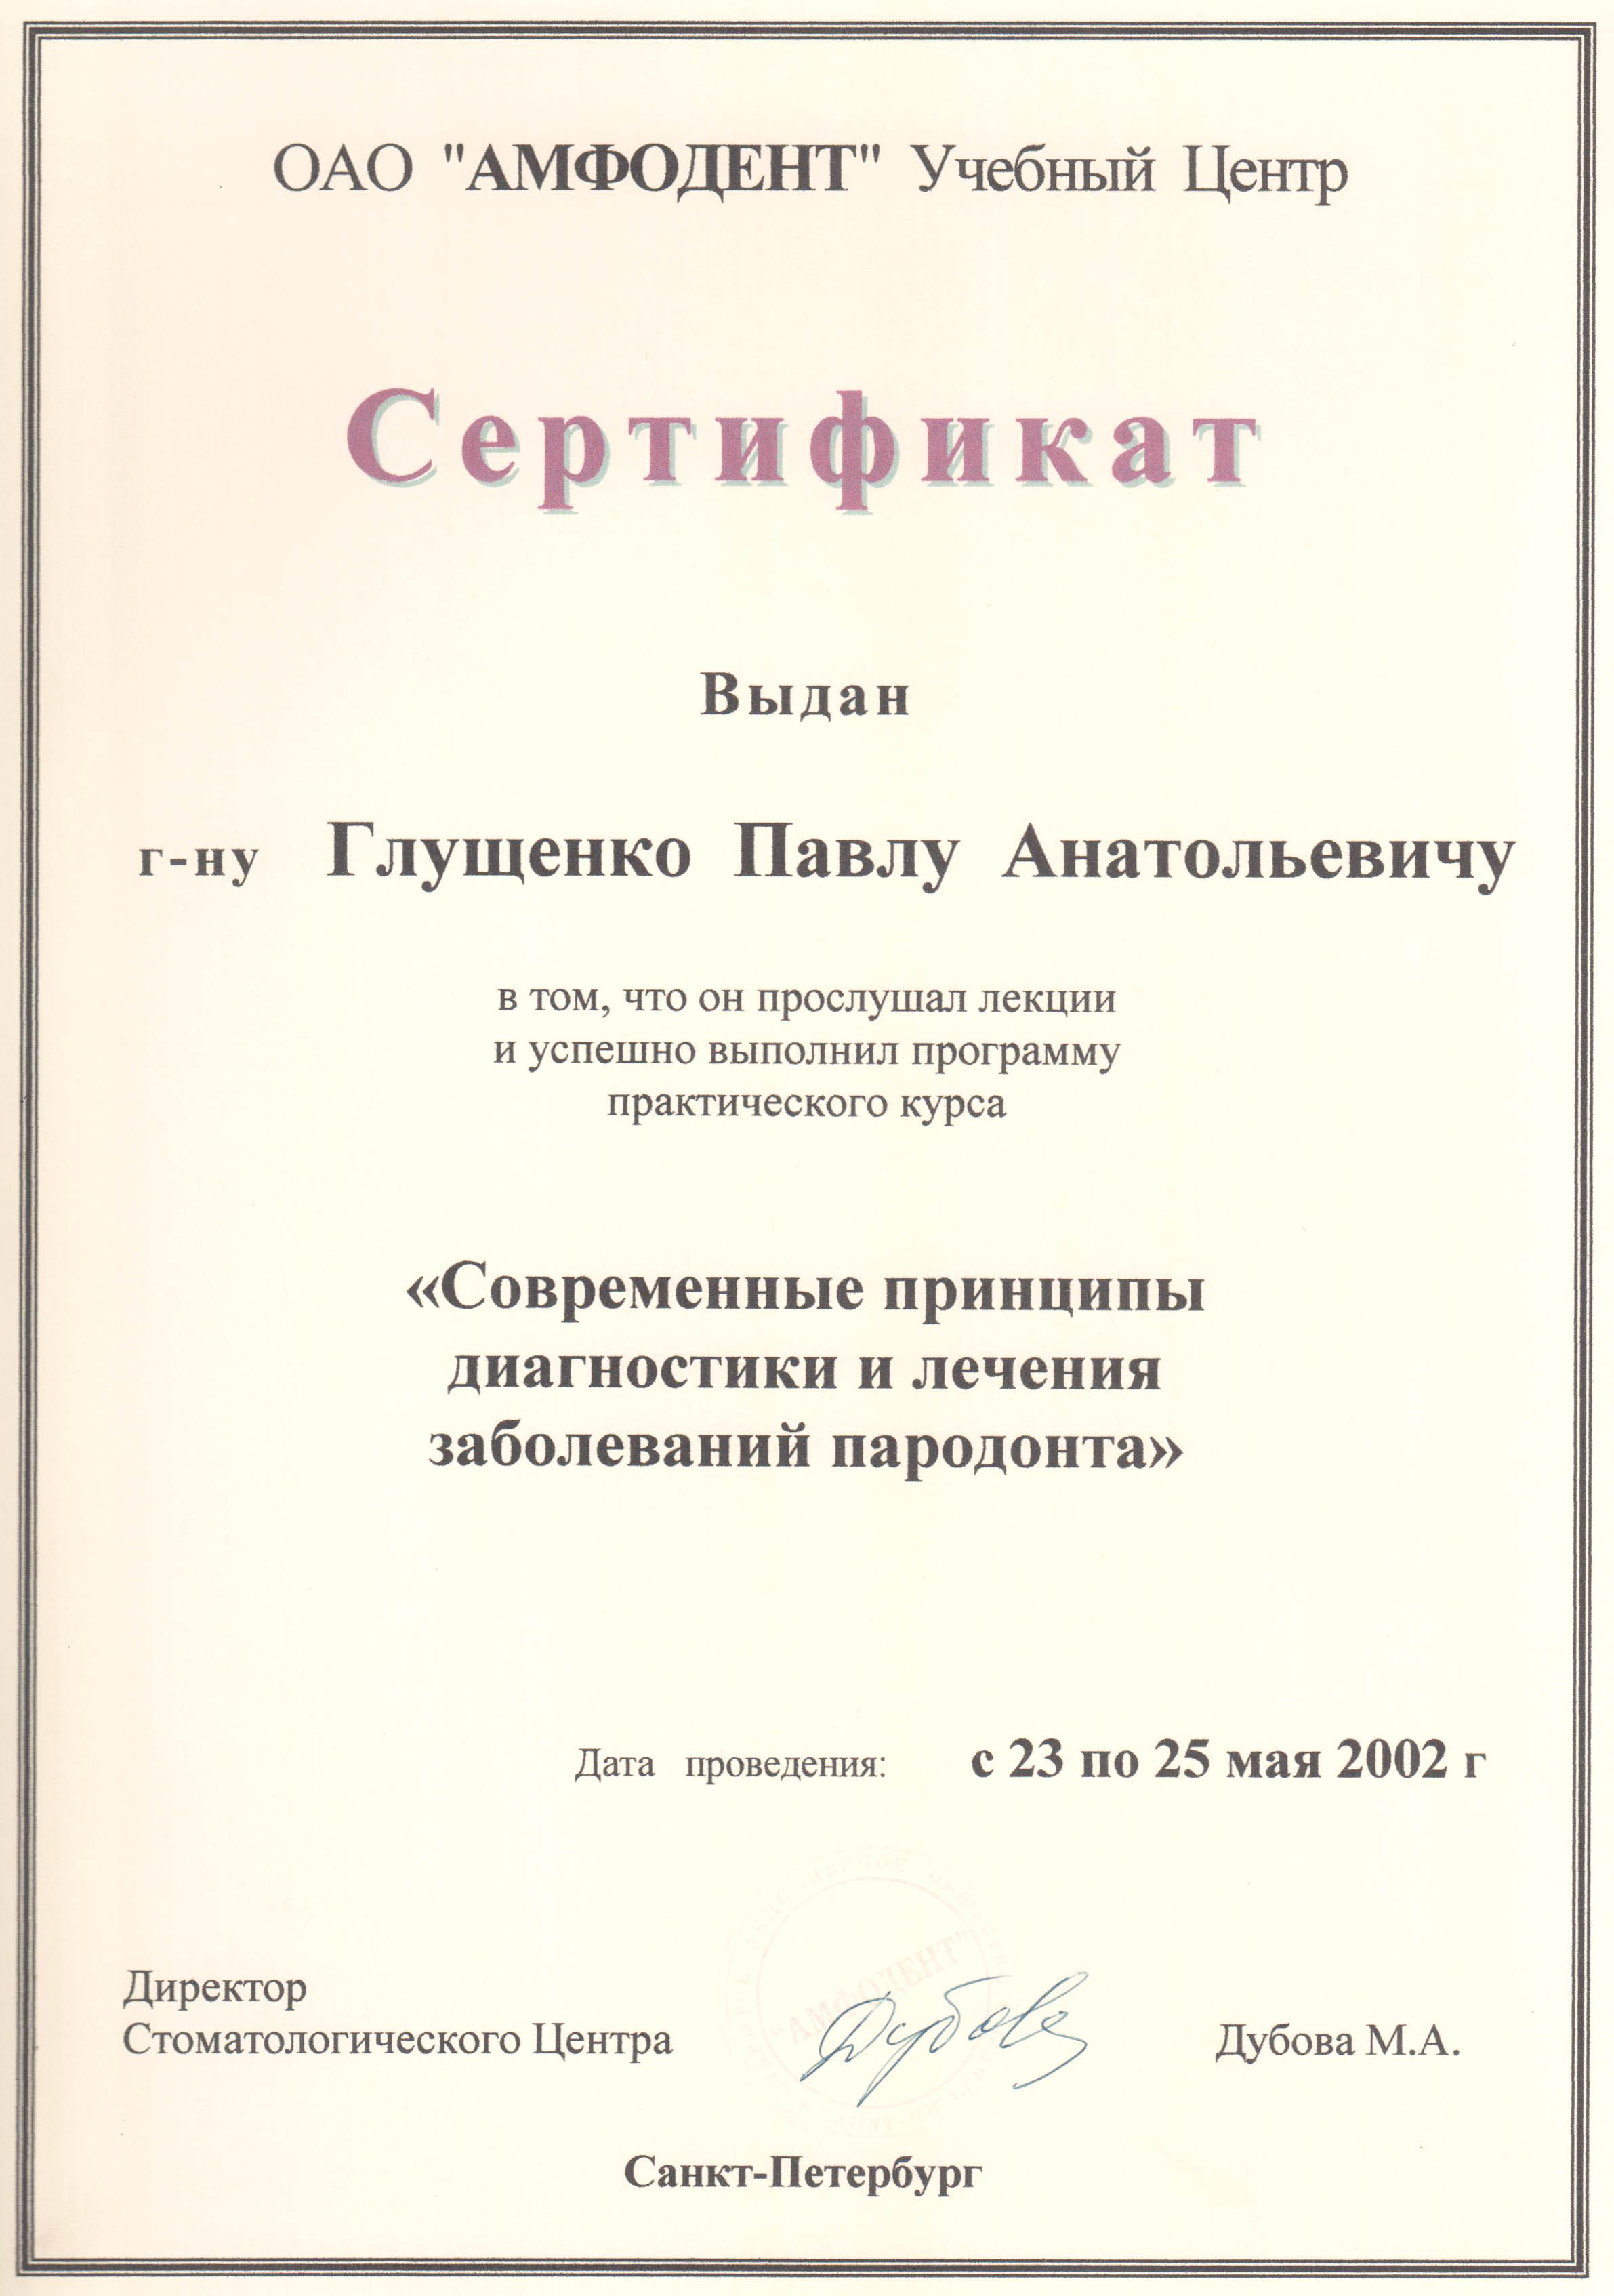 ОАО "АМФОДЕНТ" Учебный Центр
Сертификат
Выдан
г-ну Глущенко Павлу Анатольевичу
в том, что он прослушал лекции
и успешно выполнил программу
практического курса
«Современные принципы
диагностики и лечения
заболеваний пародонта»
Дата проведения: с 23 по 25 мая 2002 г
"АМФОДЕНТ"
Директор
Стоматологического Центра Дубова М.А.
Санкт-Петербург